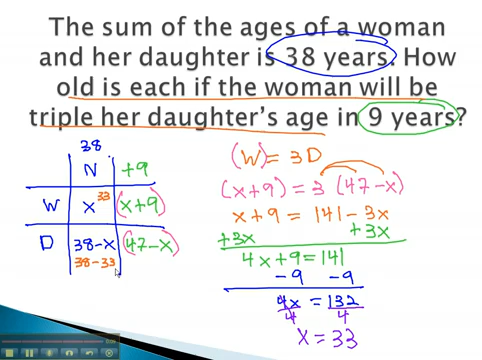 The sum of the ages of a woman
and her daughter is 38 years. How
old is each if the woman will be
triple her daughter's age in 9 years?
38
N +9
W x 33 (x+9)
D 38-x (47-x)
38-33
(W) = 3D
(x+9) = 3 (47-x)
x+9 = 141-3x
+3x +3x
4x+9=141
-9 -9
4x = 132
4 4
x = 33